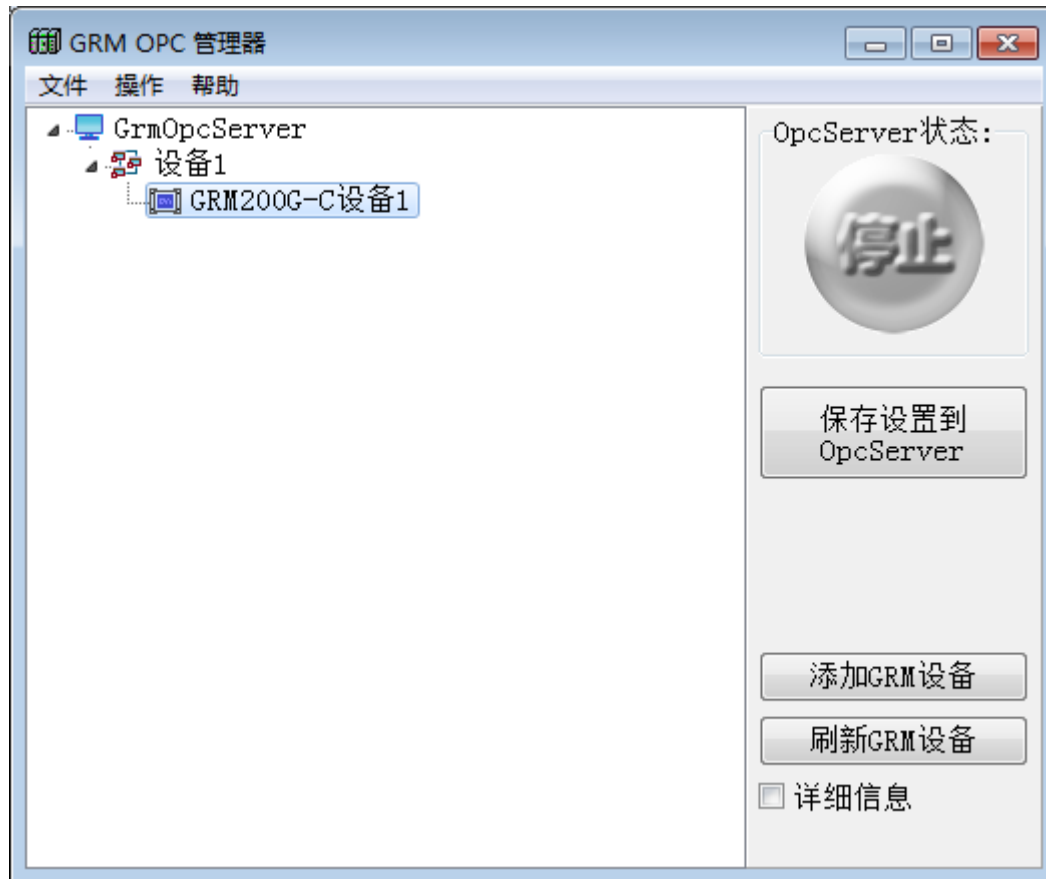 GRM OPC 管理器
文件 操作 帮助
GrmOpcServer
设备1
GRM200G-C设备1
OpcServer状态:
停止
保存设置到
OpcServer
添加GRM设备
刷新GRM设备
详细信息